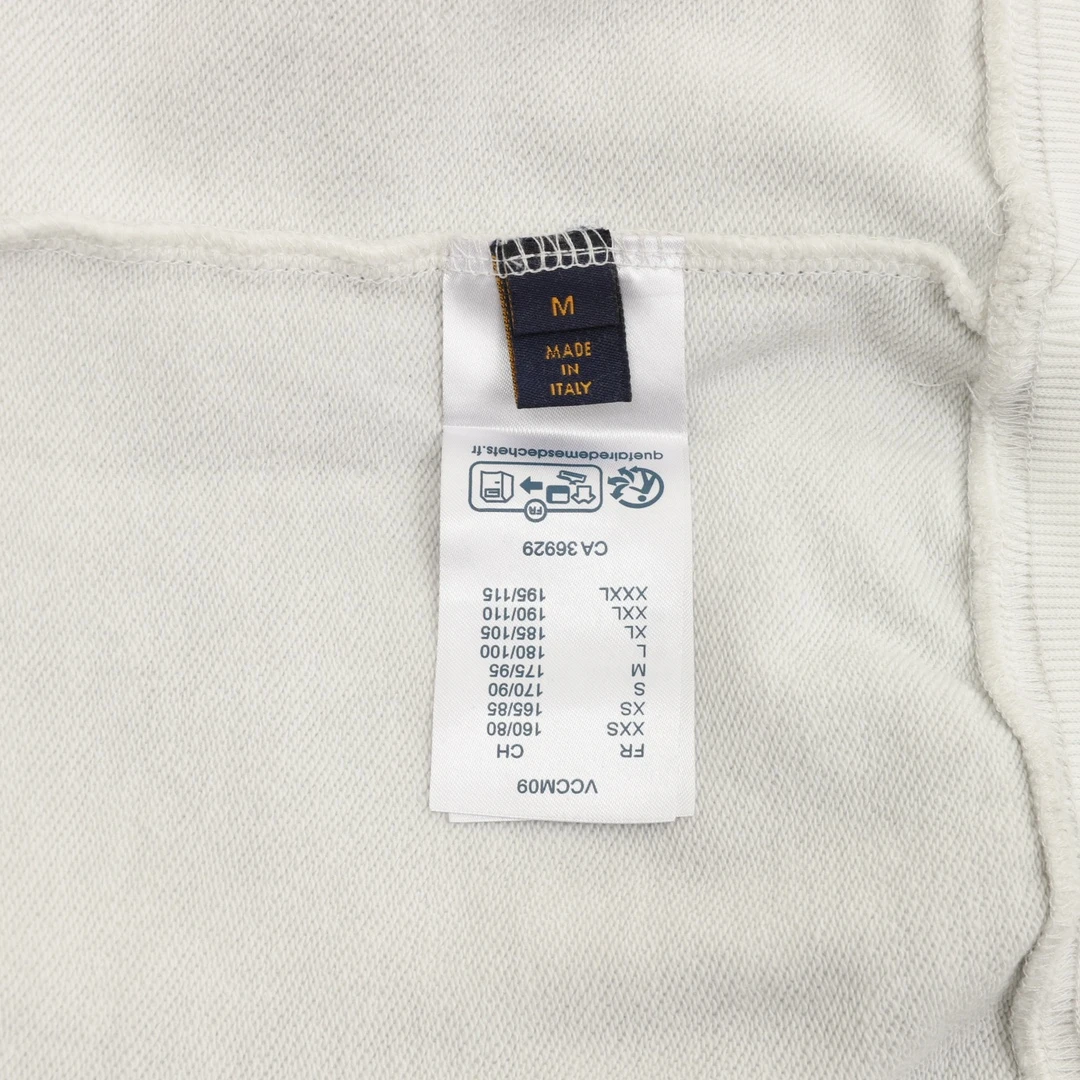 M
MADE
IN
ITALY
VCCM09
FR CH
XXS 160/80
XS 165/85
S 170/90
M 175/95
L 180/100
XL 185/105
XXL 190/110
XXXL 195/115
CA 36929
FR
quefairedemesdechets.fr